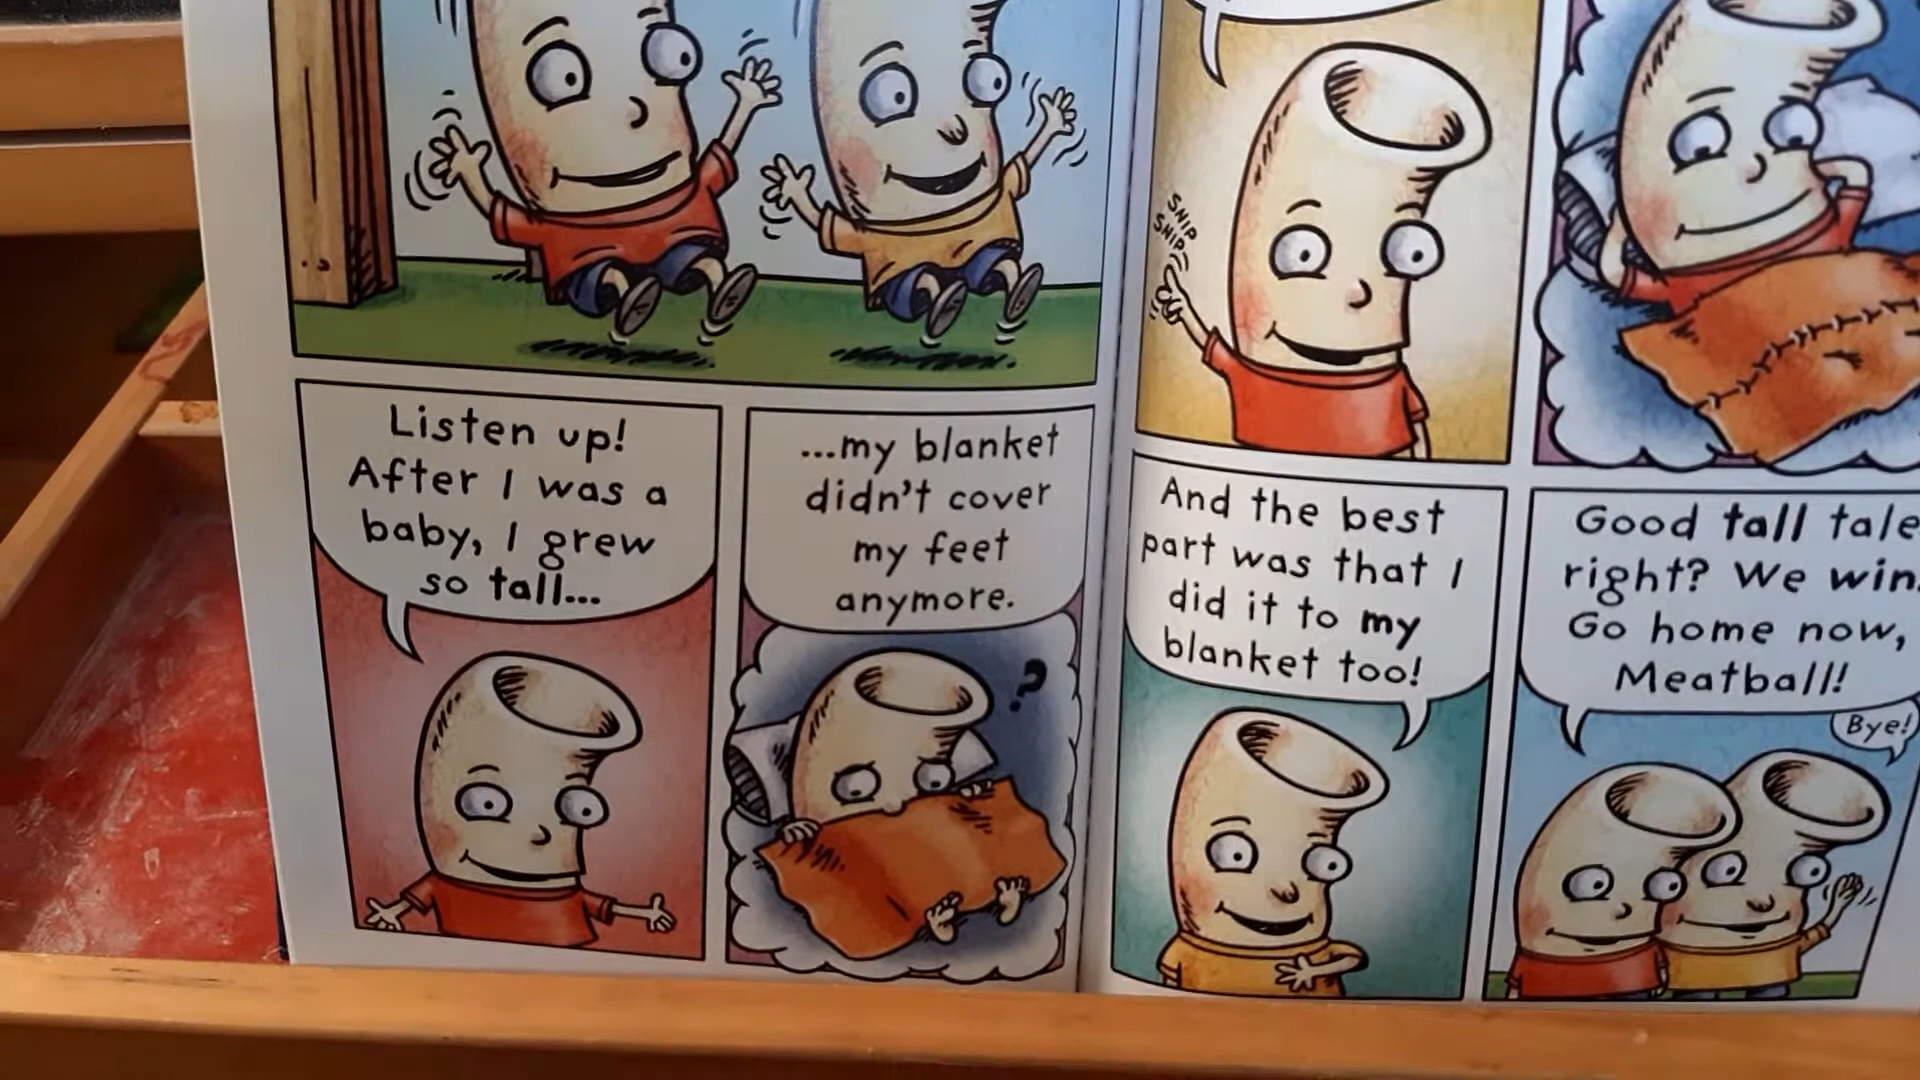 Listen up!
After I was a
baby, I grew
so tall...
...my blanket
didn't cover
my feet
anymore.
?
SNIP
SNIP
And the best
part was that I
did it to my
blanket too!
Good tall tale
right? We win.
Go home now,
Meatball!
Bye!